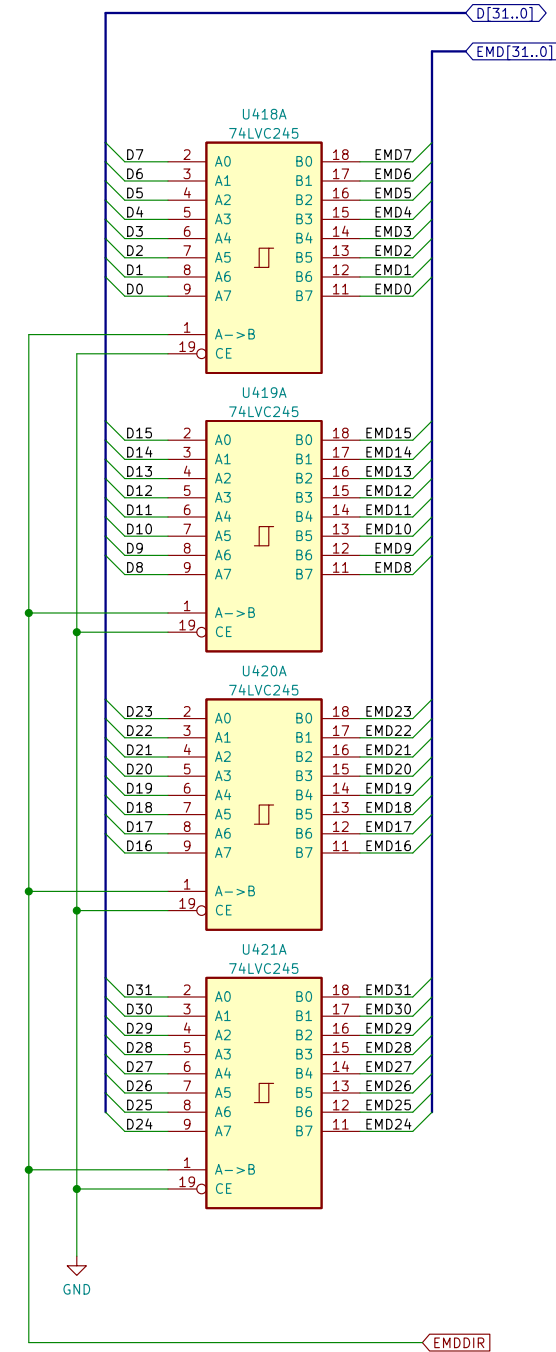 D[31..0]
EMD[31..0]
U418A
74LVC245
D7 2 A0 B0 18 EMD7
D6 3 A1 B1 17 EMD6
D5 4 A2 B2 16 EMD5
D4 5 A3 B3 15 EMD4
D3 6 A4 B4 14 EMD3
D2 7 A5 B5 13 EMD2
D1 8 A6 B6 12 EMD1
D0 9 A7 B7 11 EMD0
1 A->B
19 CE
U419A
74LVC245
D15 2 A0 B0 18 EMD15
D14 3 A1 B1 17 EMD14
D13 4 A2 B2 16 EMD13
D12 5 A3 B3 15 EMD12
D11 6 A4 B4 14 EMD11
D10 7 A5 B5 13 EMD10
D9 8 A6 B6 12 EMD9
D8 9 A7 B7 11 EMD8
1 A->B
19 CE
U420A
74LVC245
D23 2 A0 B0 18 EMD23
D22 3 A1 B1 17 EMD22
D21 4 A2 B2 16 EMD21
D20 5 A3 B3 15 EMD20
D19 6 A4 B4 14 EMD19
D18 7 A5 B5 13 EMD18
D17 8 A6 B6 12 EMD17
D16 9 A7 B7 11 EMD16
1 A->B
19 CE
U421A
74LVC245
D31 2 A0 B0 18 EMD31
D30 3 A1 B1 17 EMD30
D29 4 A2 B2 16 EMD29
D28 5 A3 B3 15 EMD28
D27 6 A4 B4 14 EMD27
D26 7 A5 B5 13 EMD26
D25 8 A6 B6 12 EMD25
D24 9 A7 B7 11 EMD24
1 A->B
19 CE
GND
EMDDIR